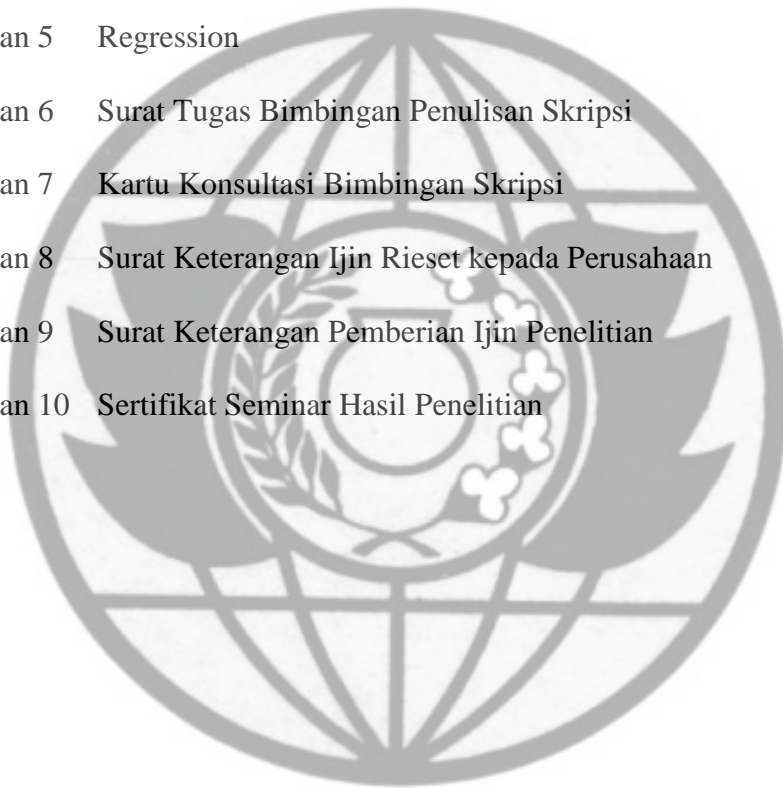 an 5 Regression
an 6 Surat Tugas Bimbingan Penulisan Skripsi
an 7 Kartu Konsultasi Bimbingan Skripsi
an 8 Surat Keterangan Ijin Rieset kepada Perusahaan
an 9 Surat Keterangan Pemberian Ijin Penelitian
an 10 Sertifikat Seminar Hasil Penelitian